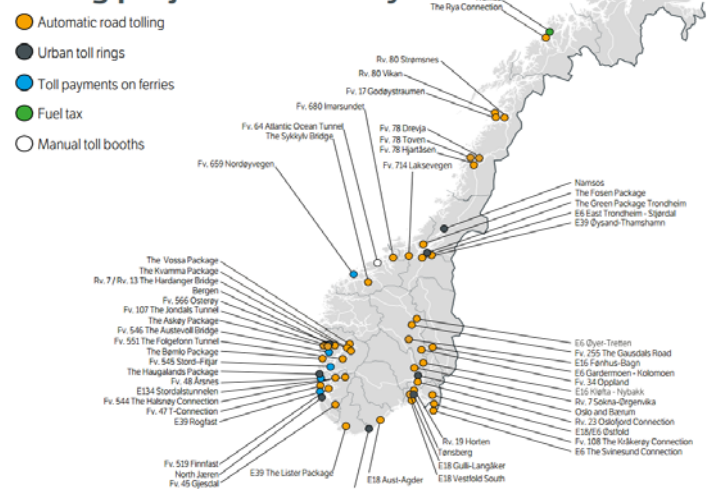 Automatic road tolling
Urban toll rings
Toll payments on ferries
Fuel tax
Manual toll booths
The Rya Connection
Rv. 80 Strømsnes
Rv. 80 Vikan
Fv. 17 Godøystraumen
Fv. 680 Imarsundet
Fv. 64 Atlantic Ocean Tunnel
The Sykkylv Bridge
Fv. 78 Drevja
Fv. 78 Toven
Fv. 78 Hjartåsen
Fv. 714 Laksevegen
Fv. 659 Nordøyvegen
Namsos
The Fosen Package
The Green Package Trondheim
E6 East Trondheim - Stjørdal
E39 Øysand-Thamshamn
The Vossa Package
The Kvamma Package
Rv. 7 / Rv. 13 The Hardanger Bridge
Bergen
Fv. 566 Osterøy
Fv. 107 The Jondals Tunnel
The Askøy Package
Fv. 546 The Austevoll Bridge
Fv. 551 The Folgefonn Tunnel
The Bømlo Package
Fv. 545 Stord-Fitjar
The Haugalands Package
Fv. 48 Årsnes
E134 Stordalstunnelen
Fv. 544 The Halsnøy Connection
Fv. 47 T-Connection
E39 Rogfast
Fv. 519 Finnfast
North Jæren
Fv. 45 Gjesdal
E39 The Lister Package
E18 Aust-Agder
E6 Øyer-Tretten
Fv. 255 The Gausdals Road
E16 Fønhus-Bagn
E6 Gardermoen - Kolomoen
Fv. 34 Oppland
E16 Kløfta - Nybakk
Rv. 7 Sokna-Ørgenvika
Oslo and Bærum
Rv. 23 Oslofjord Connection
E18/E6 Østfold
Fv. 108 The Kråkerøy Connection
E6 The Svinesund Connection
Rv. 19 Horten
Tønsberg
E18 Gulli-Langåker
E18 Vestfold South